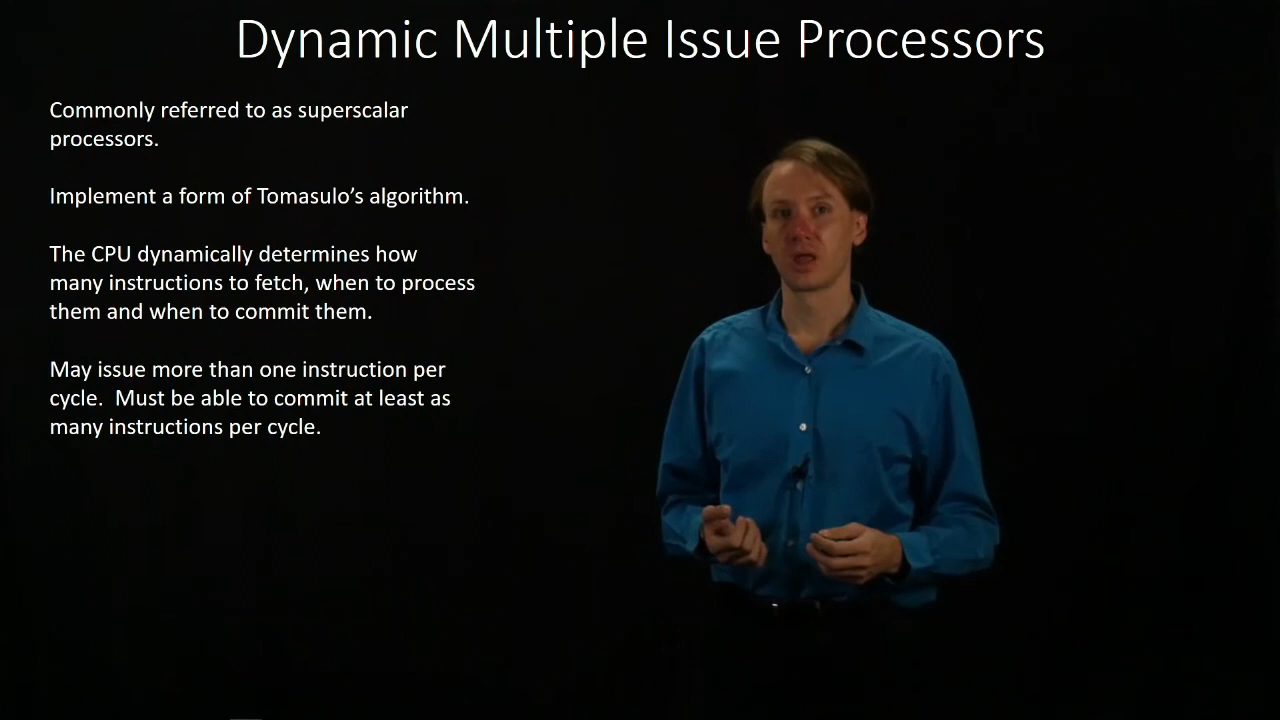 Dynamic Multiple Issue Processors
Commonly referred to as superscalar
processors.
Implement a form of Tomasulo’s algorithm.
The CPU dynamically determines how
many instructions to fetch, when to process
them and when to commit them.
May issue more than one instruction per
cycle.  Must be able to commit at least as
many instructions per cycle.